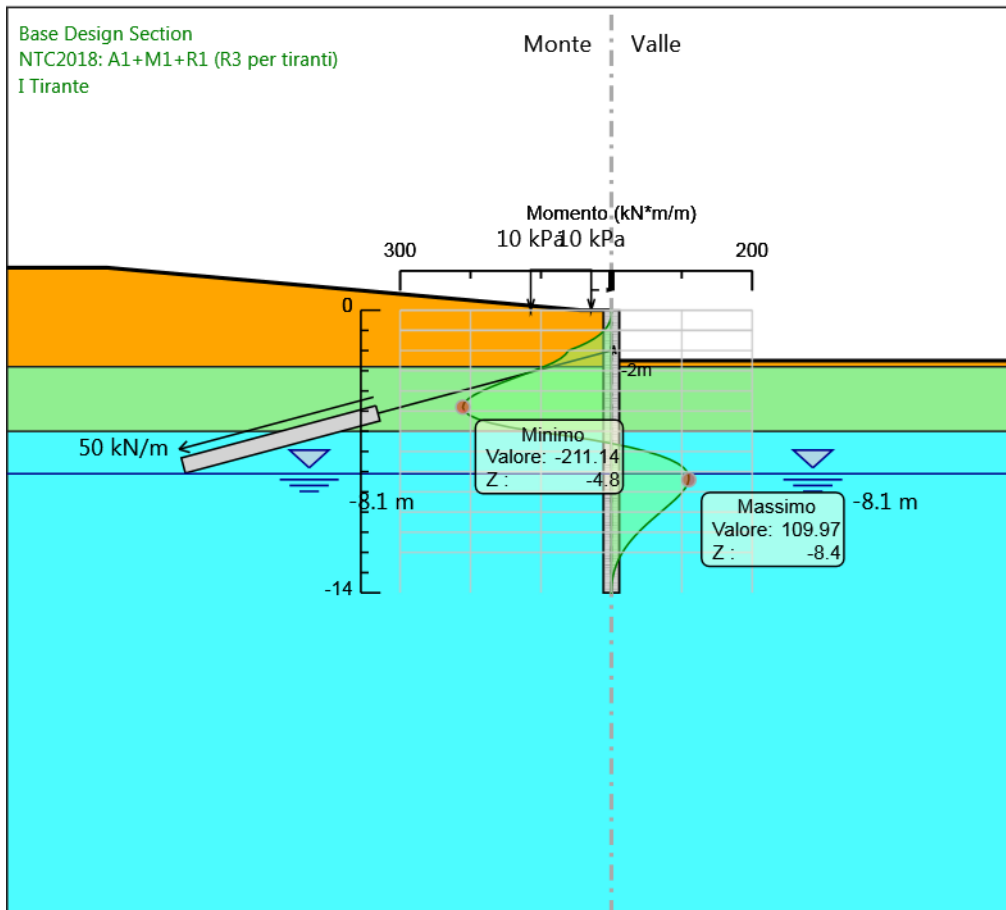 Base Design Section
NTC2018: A1+M1+R1 (R3 per tiranti)
I Tirante
Monte
Valle
Momento (kN*m/m)
10 kPa
10 kPa
300
200
0
-2m
50 kN/m
Minimo
Valore: -211.14
Z : -4.8
-8.1 m
-8.1 m
Massimo
Valore: 109.97
Z : -8.4
-14